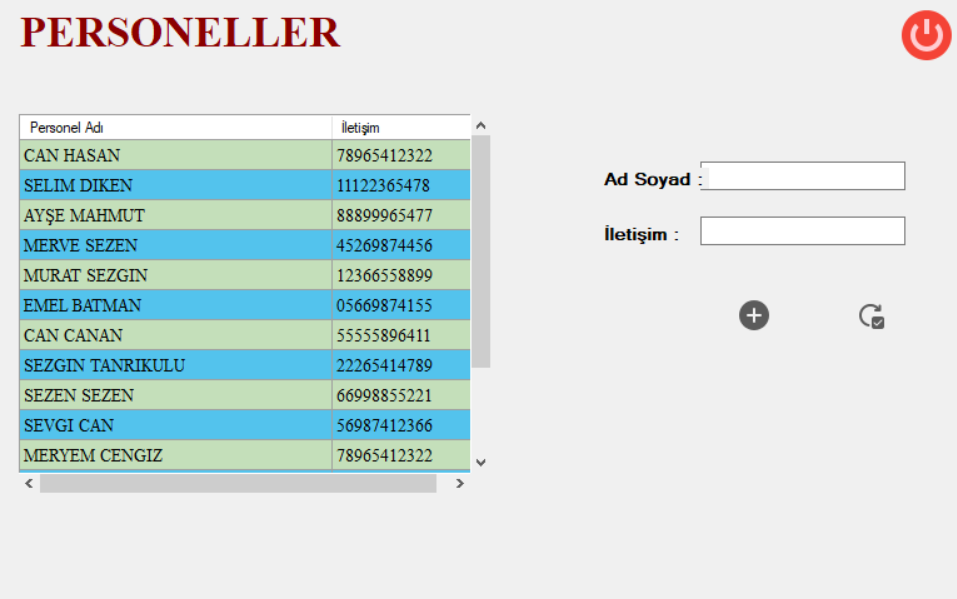 PERSONELLER
Personel Adı İletişim
CAN HASAN 78965412322
SELIM DIKEN 11122365478
AYŞE MAHMUT 88899965477
MERVE SEZEN 45269874456
MURAT SEZGIN 12366558899
EMEL BATMAN 05669874155
CAN CANAN 55555896411
SEZGIN TANRIKULU 22265414789
SEZEN SEZEN 66998855221
SEVGI CAN 56987412366
MERYEM CENGIZ 78965412322
Ad Soyad :
İletişim :